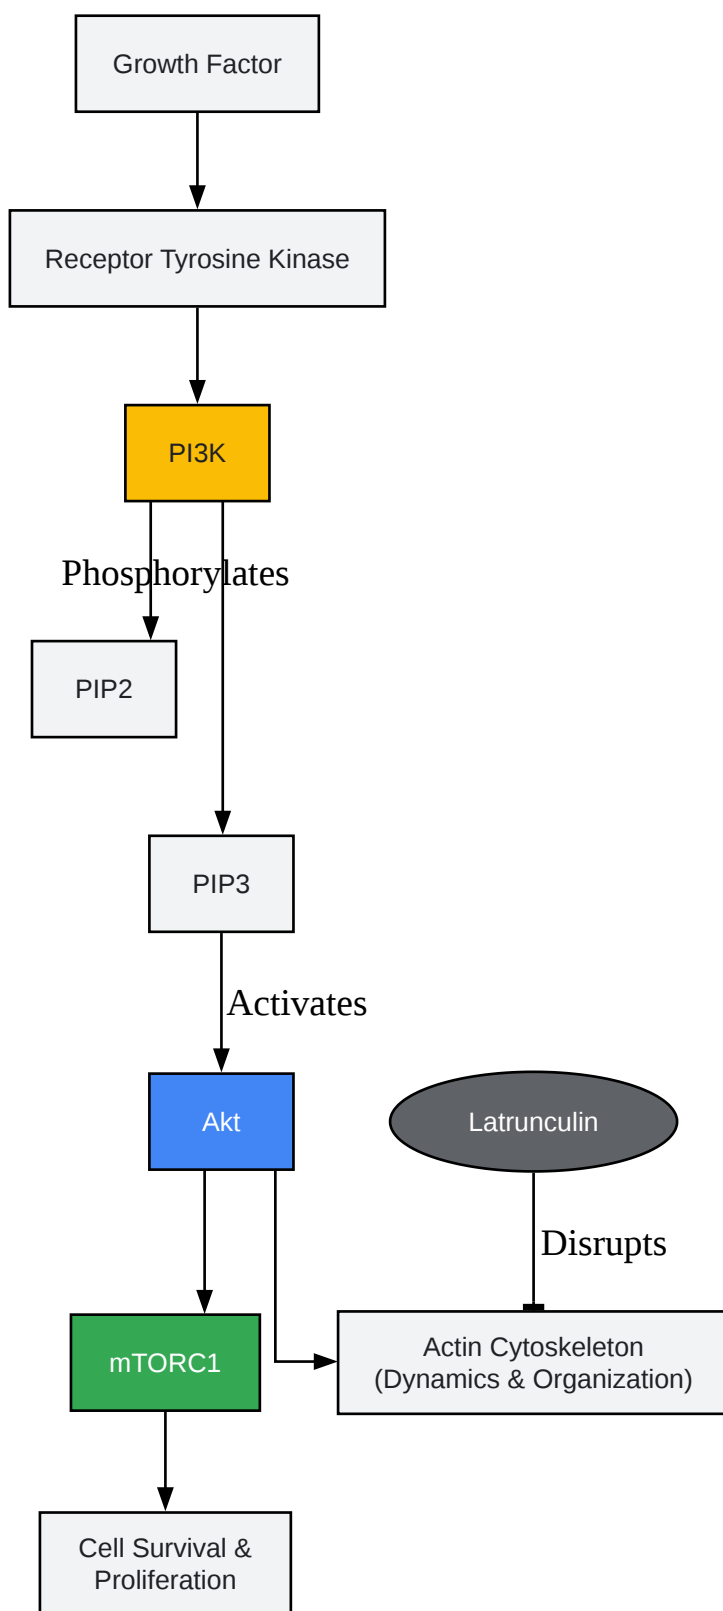 Growth Factor
Receptor Tyrosine Kinase
PI3K
Phosphorylates
PIP2
PIP3
Activates
Akt
Latrunculin
Disrupts
mTORC1
Actin Cytoskeleton
(Dynamics & Organization)
Cell Survival &
Proliferation